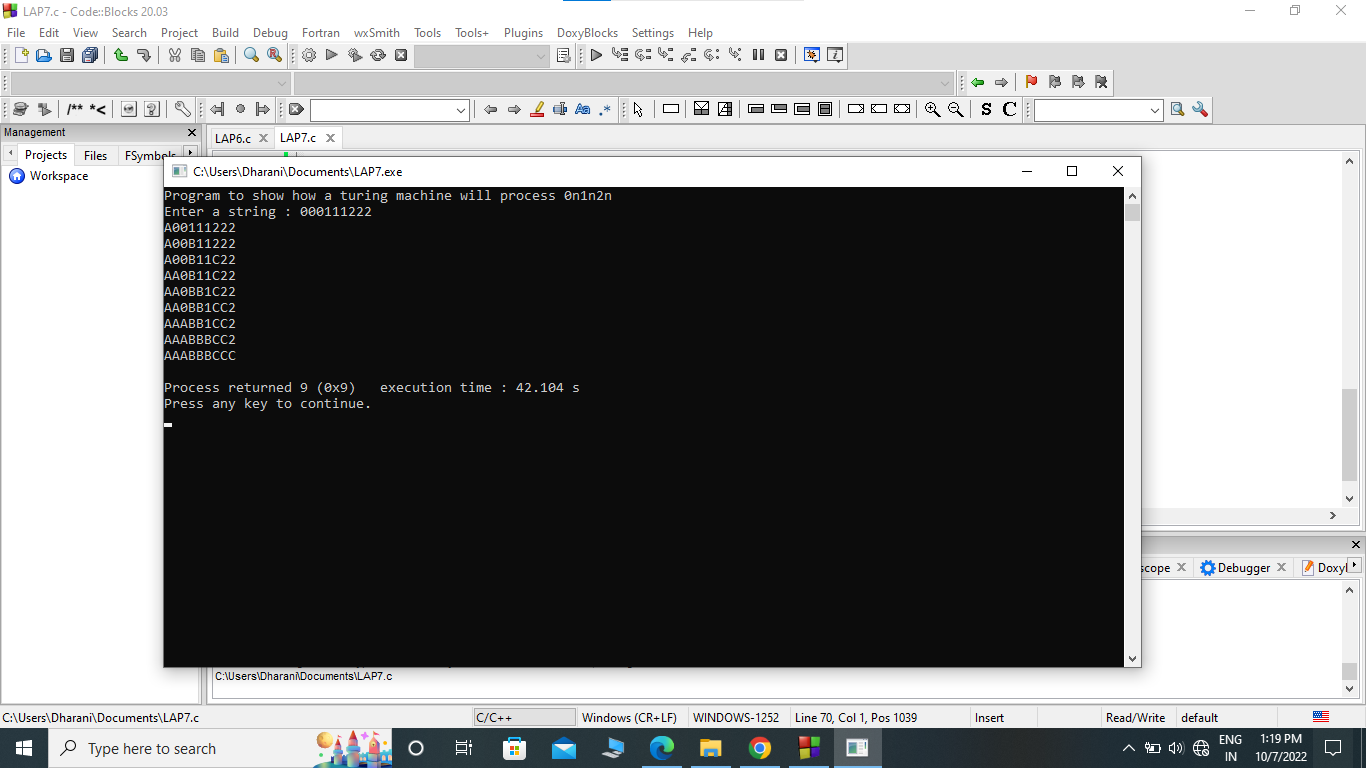 LAP7.c - Code::Blocks 20.03
File Edit View Search Project Build Debug Fortran wxSmith Tools Tools+ Plugins DoxyBlocks Settings Help
/** *< Aa .* S C
Management
LAP6.c LAP7.c
Projects Files FSymbols
Workspace
C:\Users\Dharani\Documents\LAP7.exe
Program to show how a turing machine will process 0n1n2n
Enter a string : 000111222
A00111222
A00B11222
A00B11C22
AA0B11C22
AA0BB1C22
AA0BB1CC2
AAABB1CC2
AAABBBCC2
AAABBBCCC
Process returned 9 (0x9)   execution time : 42.104 s
Press any key to continue.
scope Debugger Doxyl
C:\Users\Dharani\Documents\LAP7.c
C:\Users\Dharani\Documents\LAP7.c C/C++ Windows (CR+LF) WINDOWS-1252 Line 70, Col 1, Pos 1039 Insert Read/Write default
Type here to search
ENG
IN
1:19 PM
10/7/2022